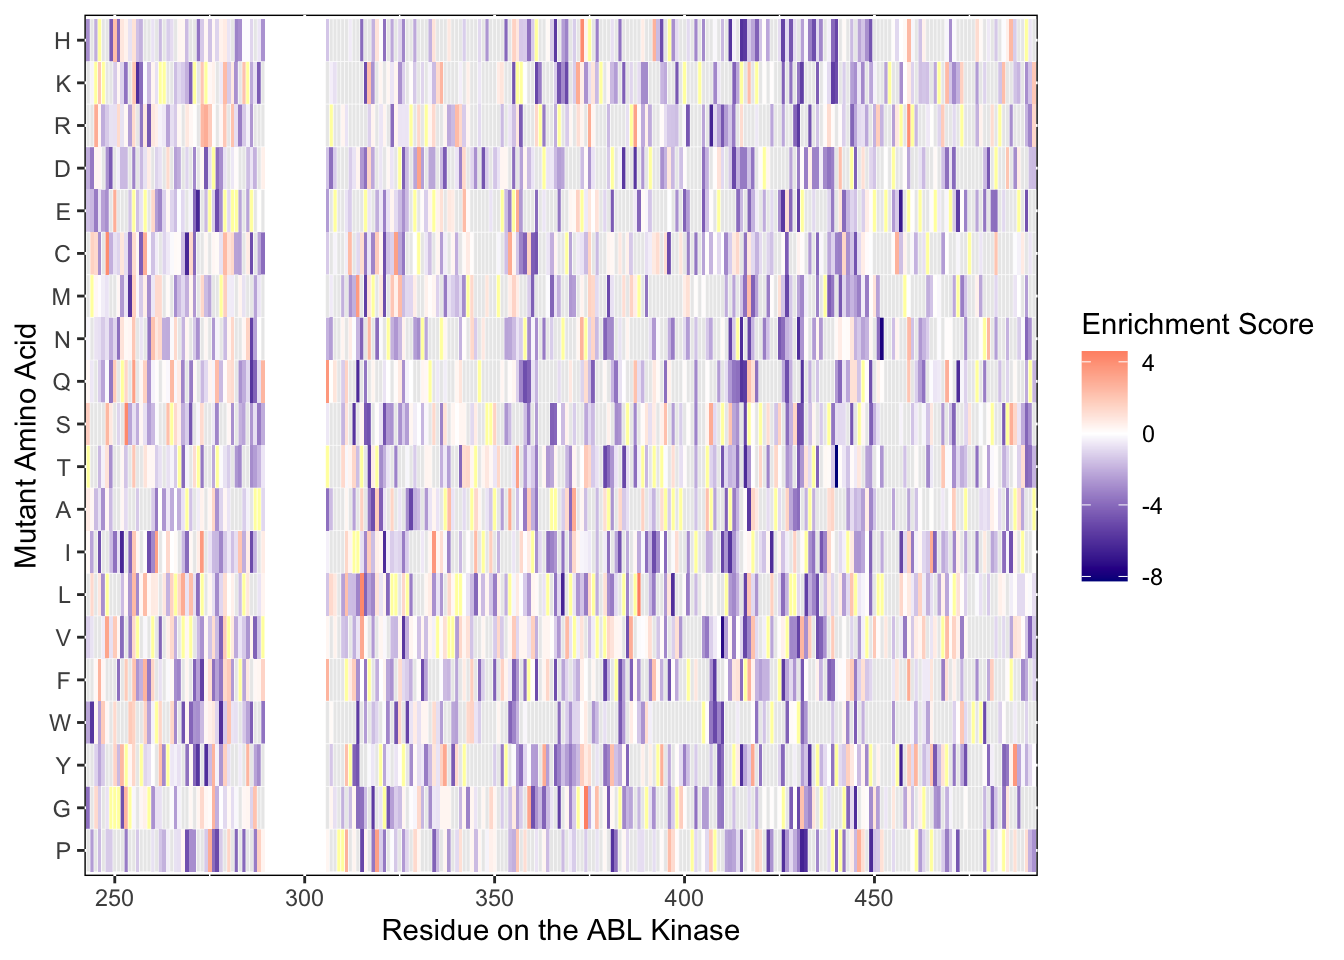 H
K
R
D
E
C
M
N
Q
S
T
A
I
L
V
F
W
Y
G
P
Mutant Amino Acid
250 300 350 400 450
Residue on the ABL Kinase
Enrichment Score
4
0
-4
-8